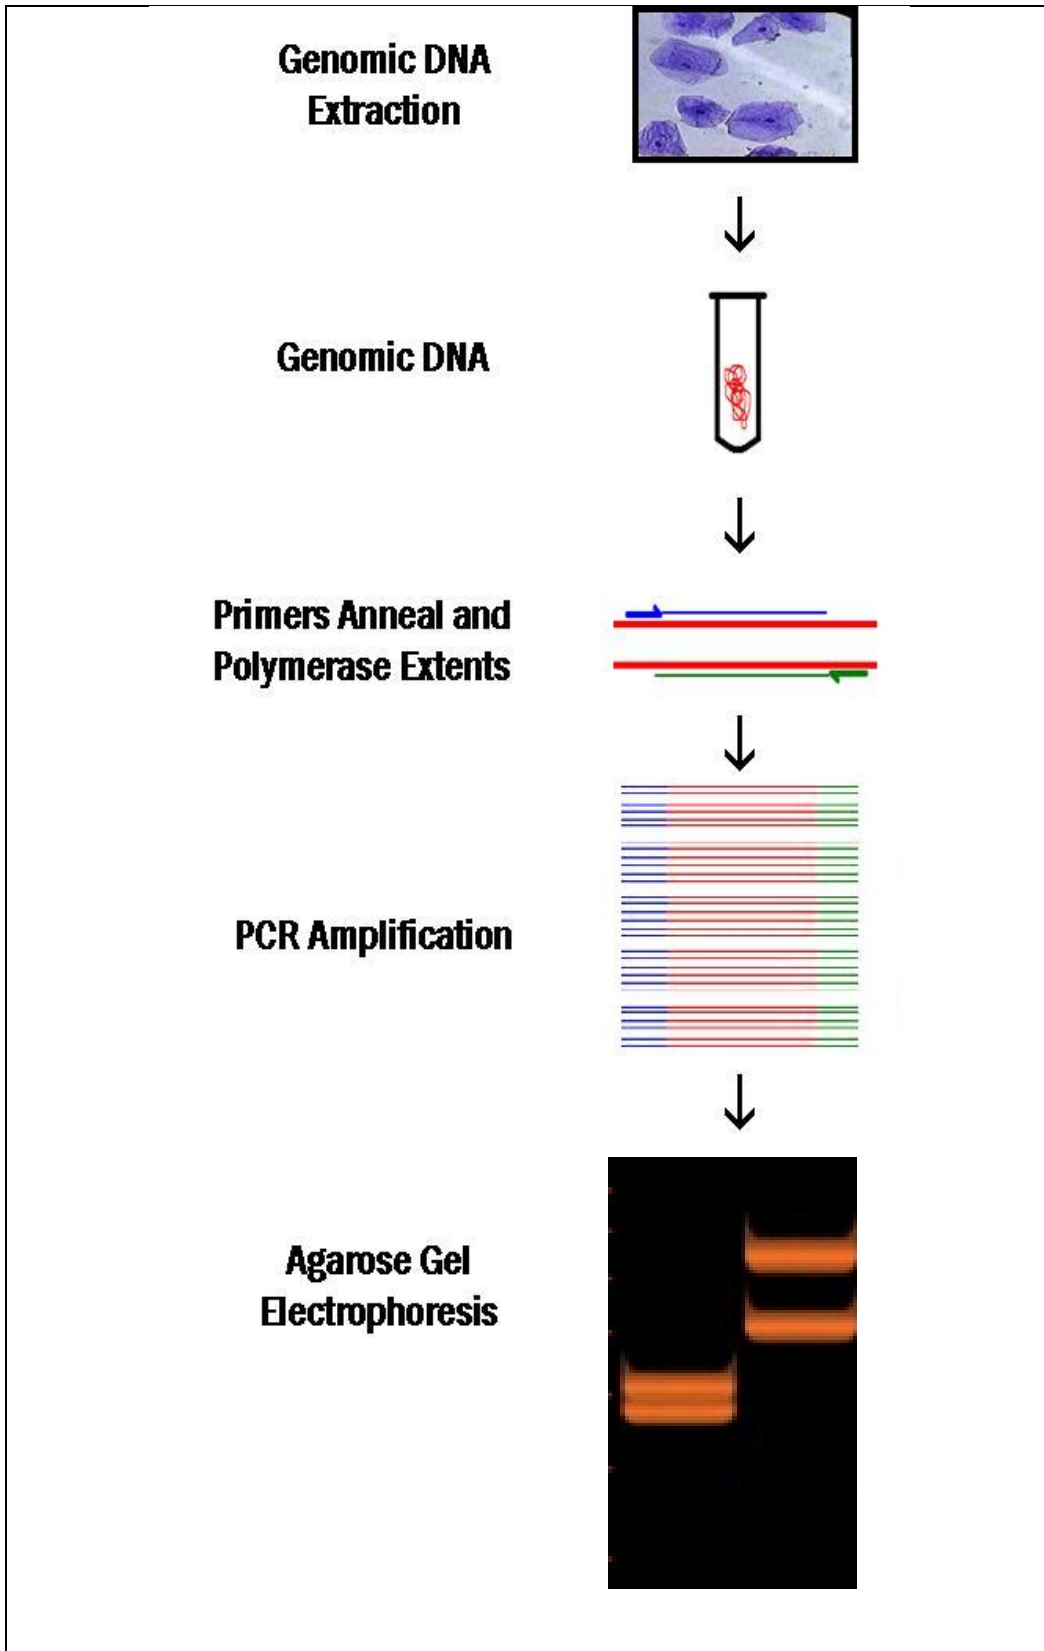 Genomic DNA
Extraction
Genomic DNA
Primers Anneal and
Polymerase Extents
PCR Amplification
Agarose Gel
Electrophoresis